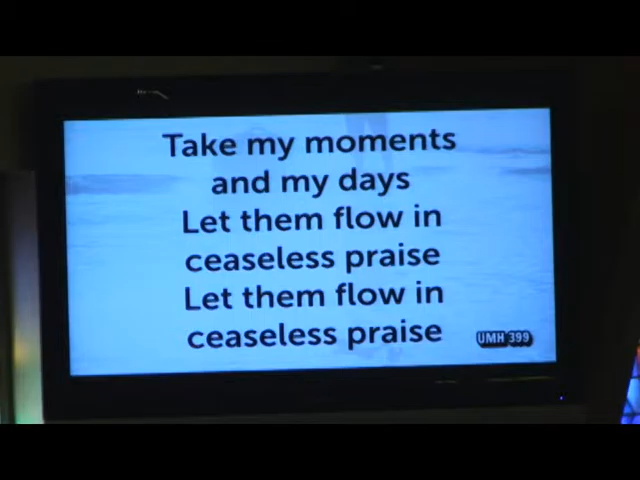 Take my moments
and my days
Let them flow in
ceaseless praise
Let them flow in
ceaseless praise
UMH 399